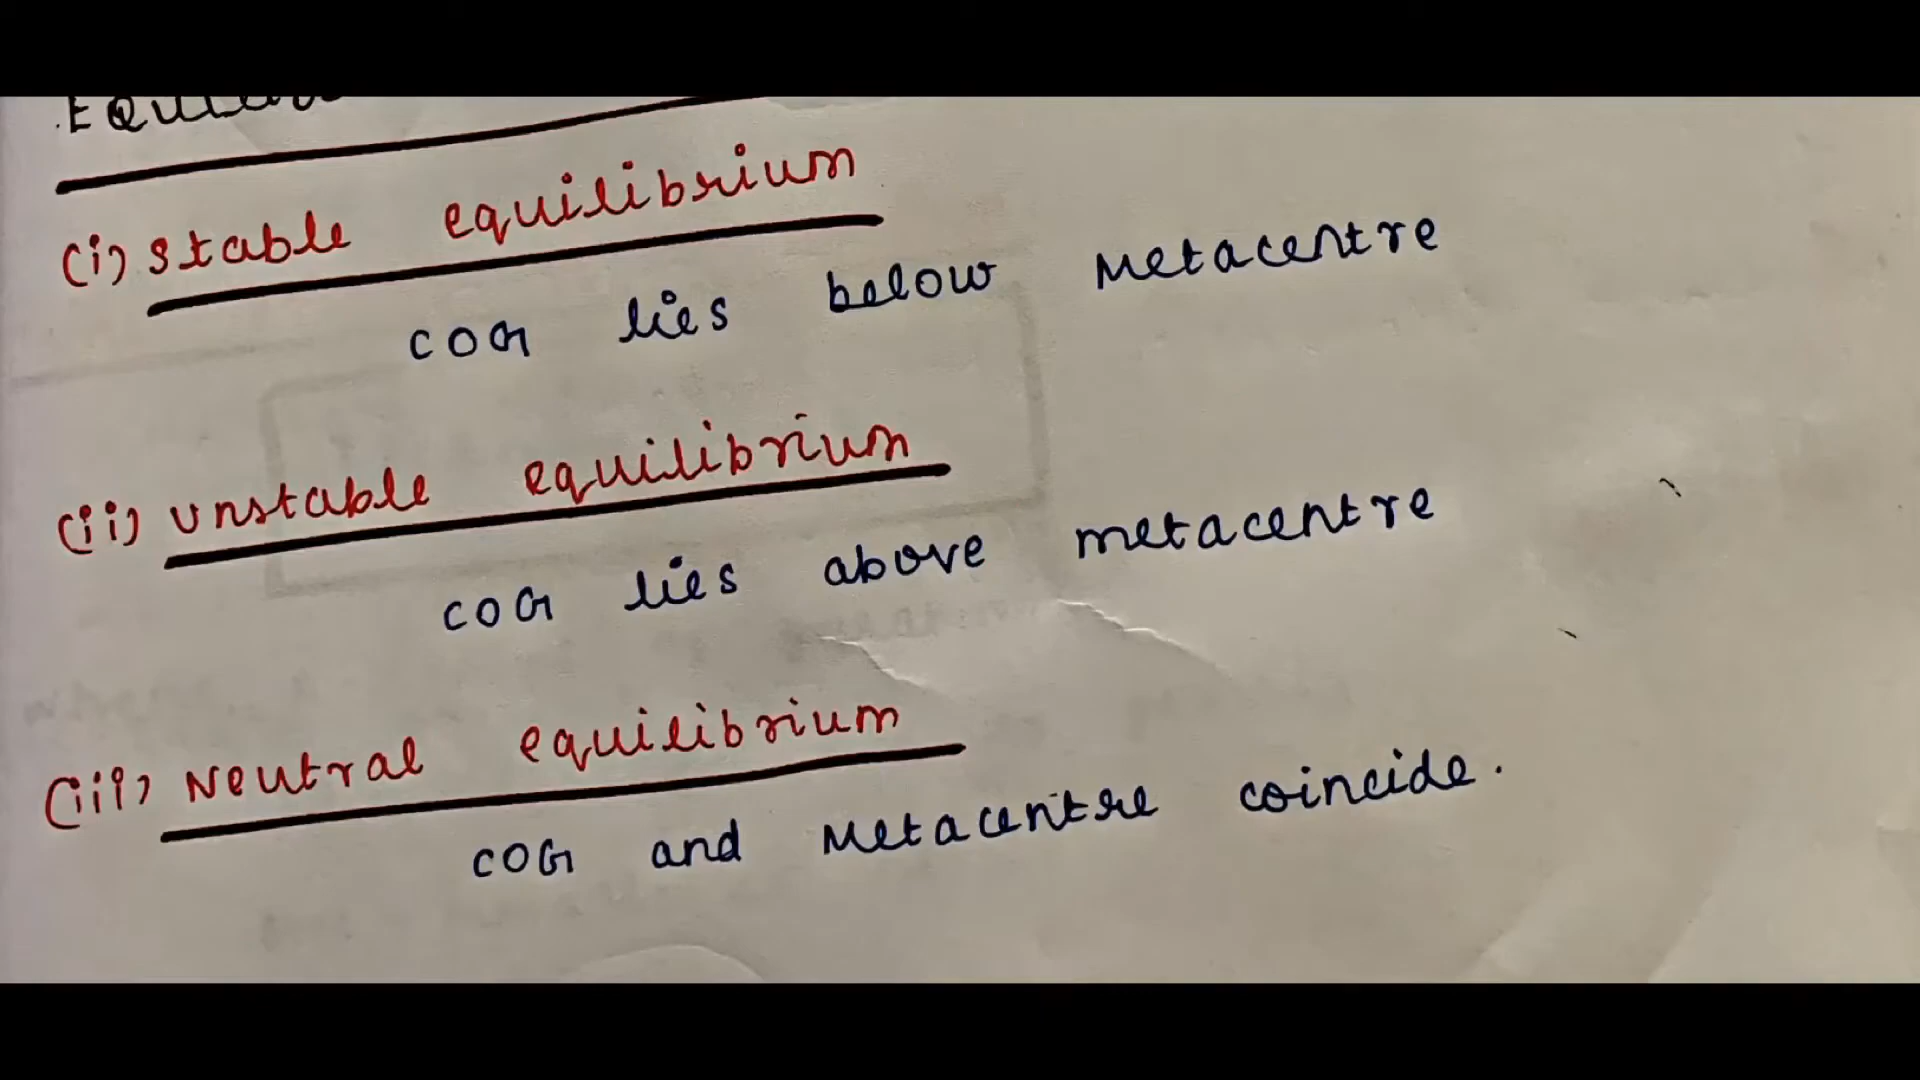 (i) stable equilibrium
COG lies below Metacentre
(ii) unstable equilibrium
COG lies above metacentre
(iii) Neutral equilibrium
COG and Metacentre coincide.